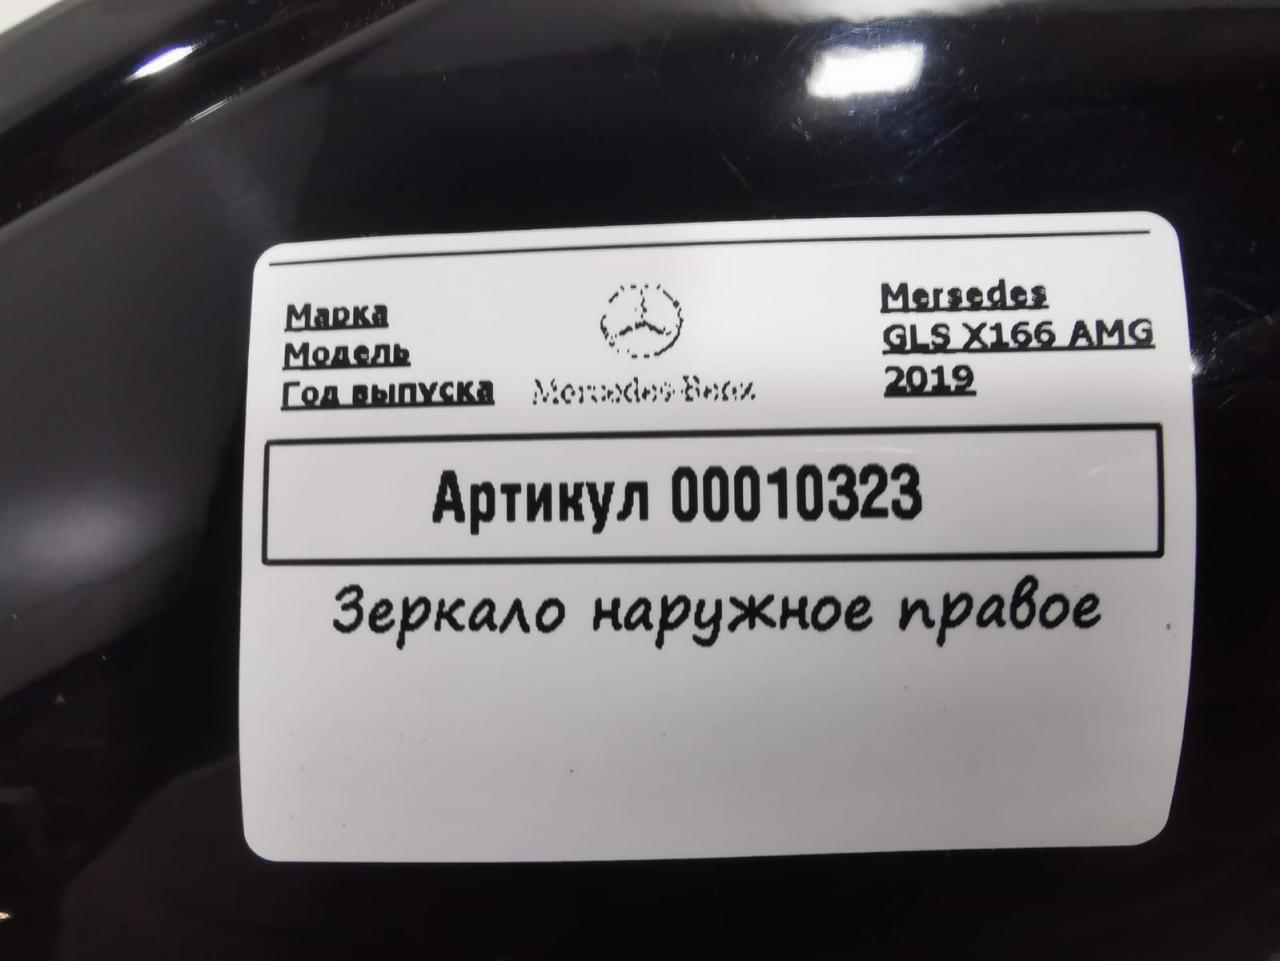 Марка
Mersedes
Модель
GLS X166 AMG
Год выпуска
2019
Mercedes-Benz
Артикул 00010323
Зеркало наружное правое